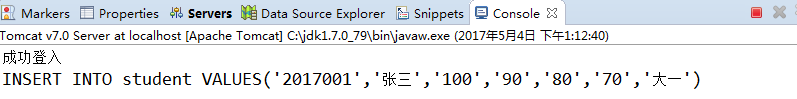 Markers Properties Servers Data Source Explorer Snippets Console
Tomcat v7.0 Server at localhost [Apache Tomcat] C:\jdk1.7.0_79\bin\javaw.exe (2017年5月4日 下午1:12:40)
成功登入
INSERT INTO student VALUES('2017001','张三','100','90','80','70','大一')